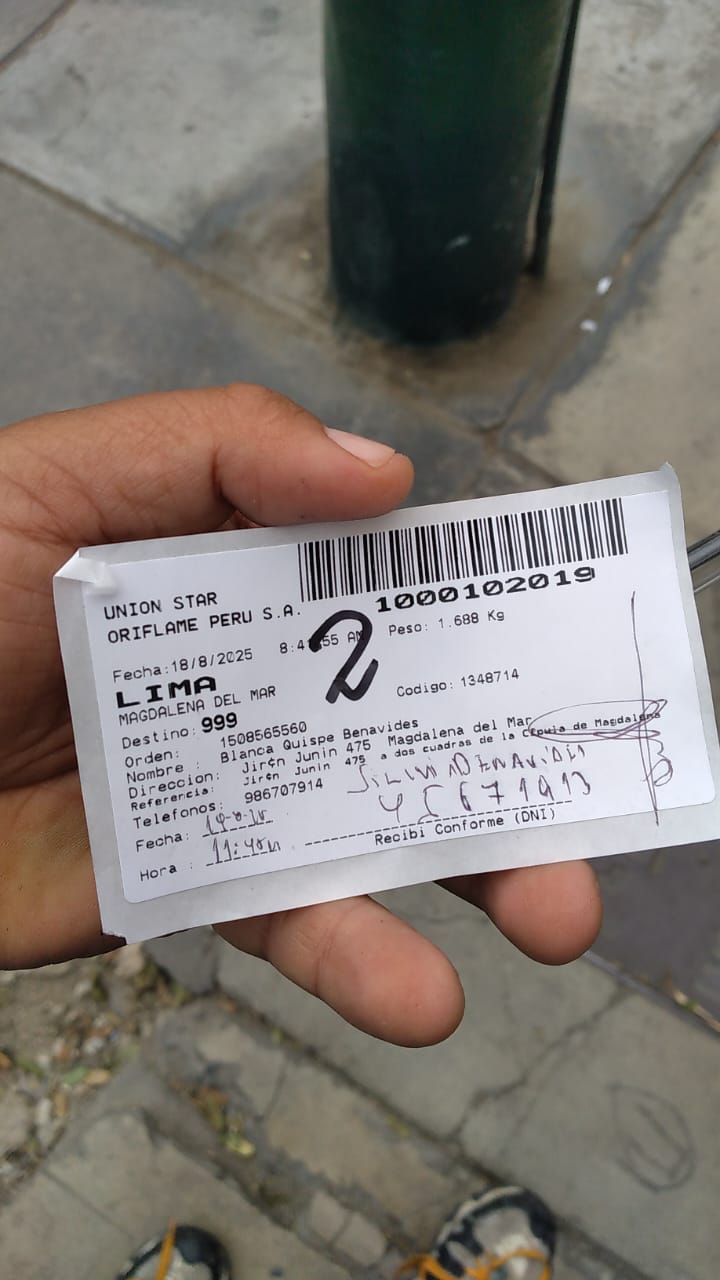 UNION STAR
ORIFLAME PERU S.A.
1000102019
Fecha:18/8/2025 Peso: 1.688 Kg
2
LIMA
MAGDALENA DEL MAR Codigo: 1348714
Destino: 999
Orden: 1508565560
Nombre : Blanca Quispe Benavides
Direccion: Jirón Junin 475 Magdalena del Mar
Referencia: Jirón Junin 475 a dos cuadras de la de Magdalena
Telefonos: 986707914
Fecha:
Hora : 11:45
Recibi Conforme (DNI)